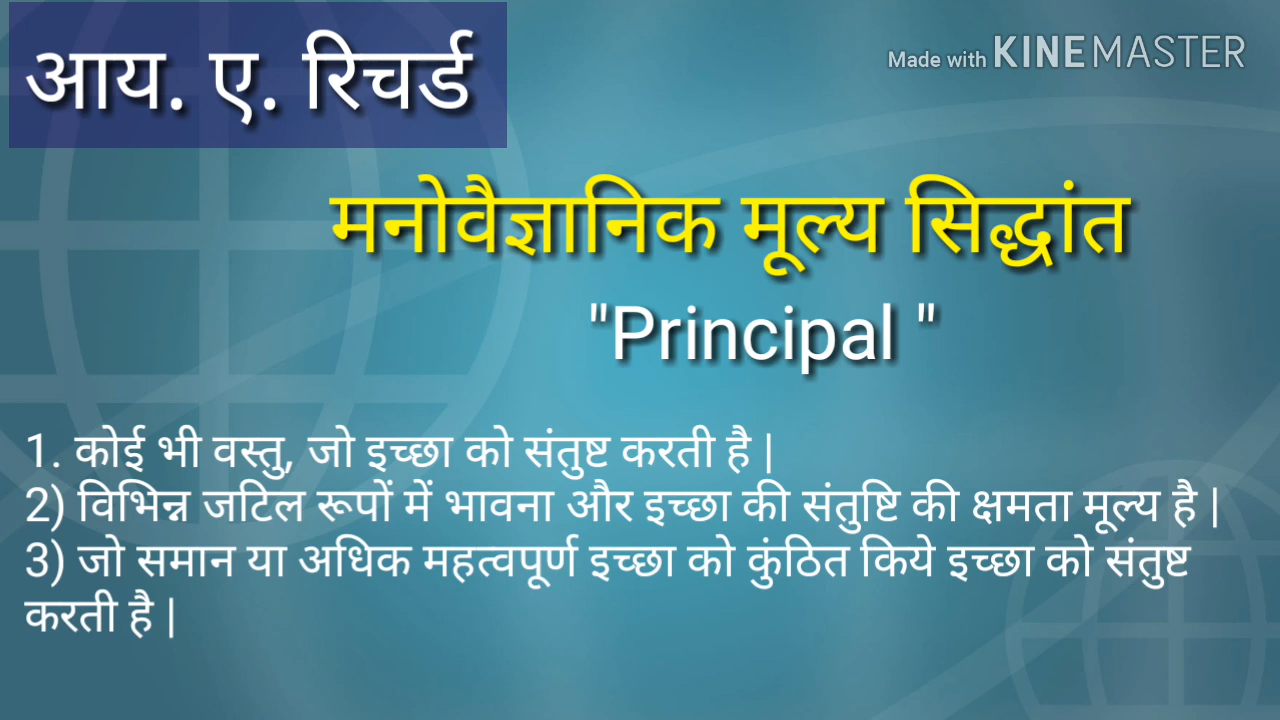 आय. ए. रिचर्ड
Made with KINEMASTER
मनोवैज्ञानिक मूल्य सिद्धांत
"Principal "
1. कोई भी वस्तु, जो इच्छा को संतुष्ट करती है |
2) विभिन्न जटिल रूपों में भावना और इच्छा की संतुष्टि की क्षमता मूल्य है |
3) जो समान या अधिक महत्वपूर्ण इच्छा को कुंठित किये इच्छा को संतुष्ट
करती है |